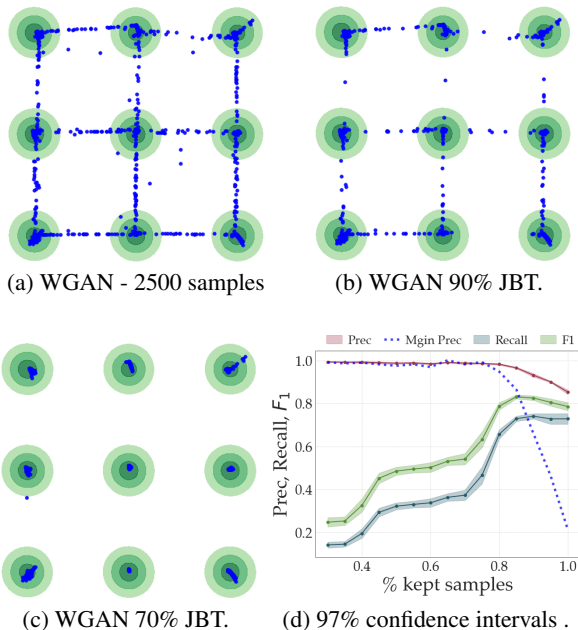 (a) WGAN - 2500 samples
(b) WGAN 90% JBT.
Prec Mgin Prec Recall F1
1.0
0.8
0.6
0.4
0.2
Prec, Recall, F₁
0.4 0.6 0.8 1.0
% kept samples
(c) WGAN 70% JBT.
(d) 97% confidence intervals .